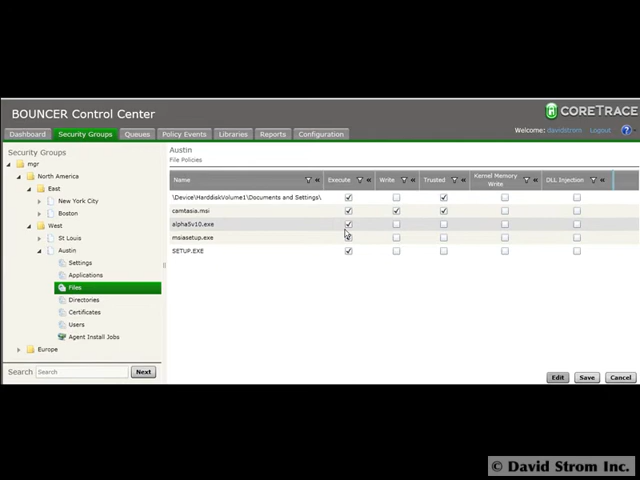 BOUNCER Control Center
CORETRACE
Dashboard Security Groups Queues Policy Events Libraries Reports Configuration
Welcome: davidstrom Logout ?
Security Groups
mgr
North America
East
New York City
Boston
West
St Louis
Austin
Settings
Applications
Files
Directories
Certificates
Users
Agent Install Jobs
Europe
Search Search Next
Austin
File Policies
Name Execute Write Trusted Kernel Memory Write DLL Injection
\Device\HarddiskVolume1\Documents and Settings\
camtasia.msi
alpha5v10.exe
msiasetup.exe
SETUP.EXE
Edit Save Cancel
© David Strom Inc.